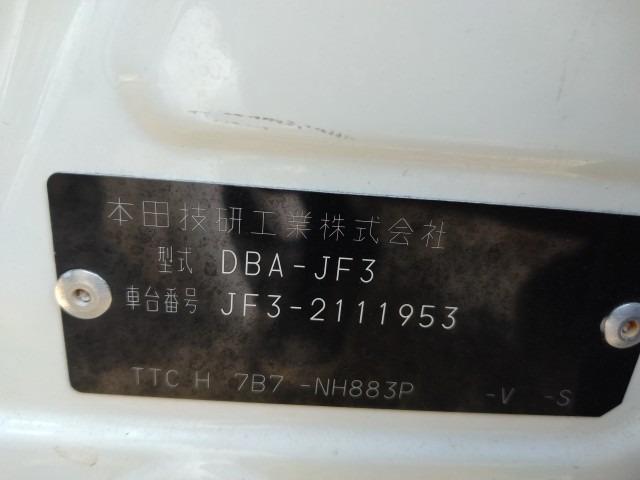 本田技研工業株式会社
型式 DBA-JF3
車台番号 JF3-2111953
TTC H 7B7 -NH883P -V -S